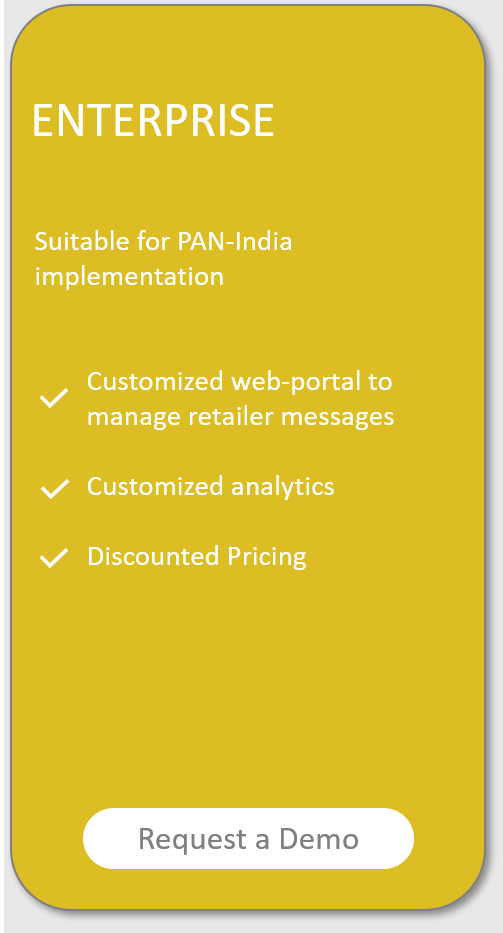 ENTERPRISE
Suitable for PAN-India
implementation
Customized web-portal to
manage retailer messages
Customized analytics
Discounted Pricing
Request a Demo